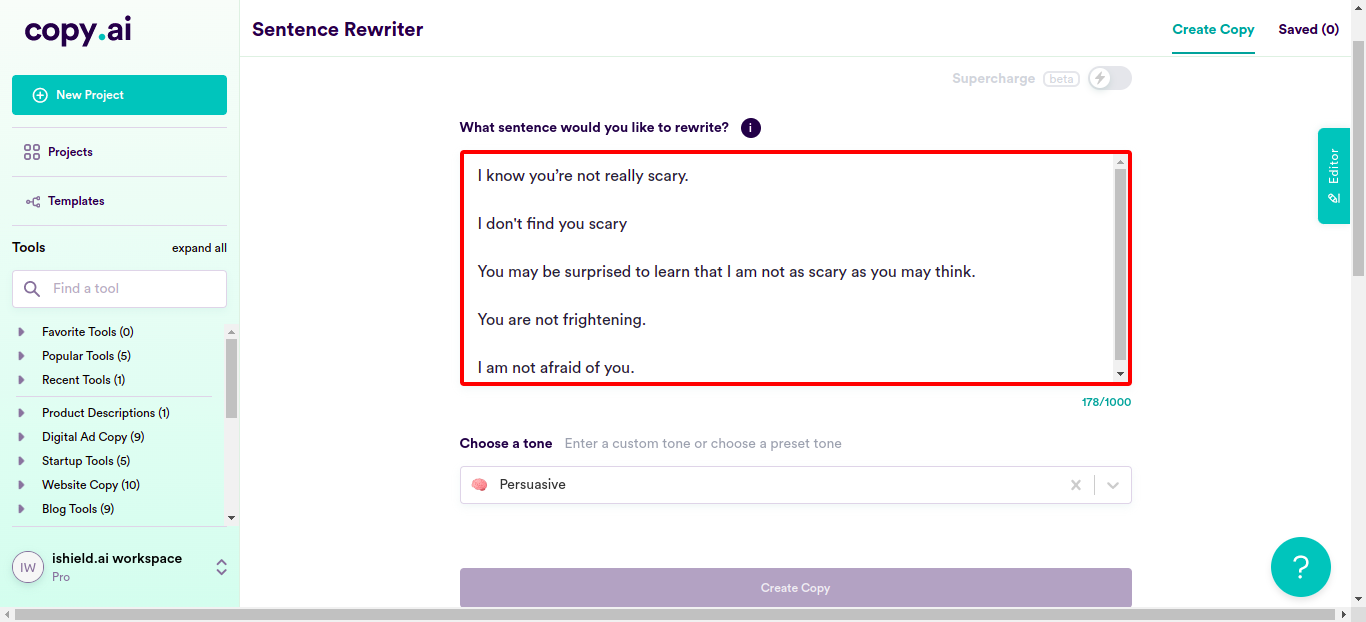 copy.ai
Sentence Rewriter
Create Copy
Saved (0)
New Project
Projects
Templates
Tools
expand all
Find a tool
Favorite Tools (0)
Popular Tools (5)
Recent Tools (1)
Product Descriptions (1)
Digital Ad Copy (9)
Startup Tools (5)
Website Copy (10)
Blog Tools (9)
IW
ishield.ai workspace
Pro
Supercharge beta
What sentence would you like to rewrite? i
I know you’re not really scary.
I don't find you scary
You may be surprised to learn that I am not as scary as you may think.
You are not frightening.
I am not afraid of you.
178/1000
Choose a tone Enter a custom tone or choose a preset tone
Persuasive
Create Copy
Editor
?